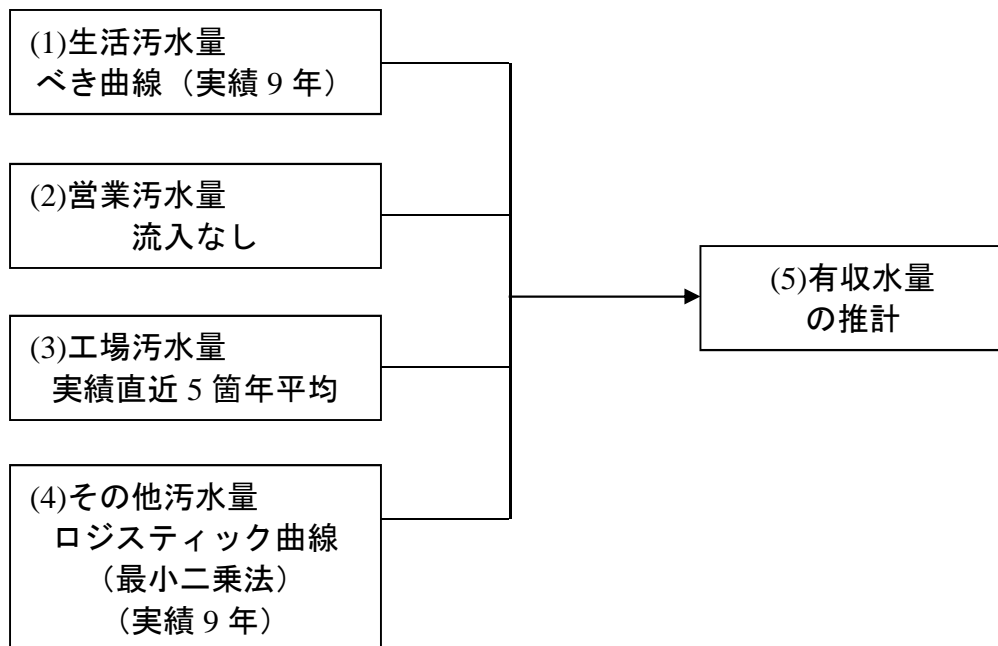 (1)生活汚水量
べき曲線（実績 9 年）
(2)営業汚水量
流入なし
(3)工場汚水量
実績直近 5 箇年平均
(4)その他汚水量
ロジスティック曲線
（最小二乗法）
（実績 9 年）
(5)有収水量
の推計